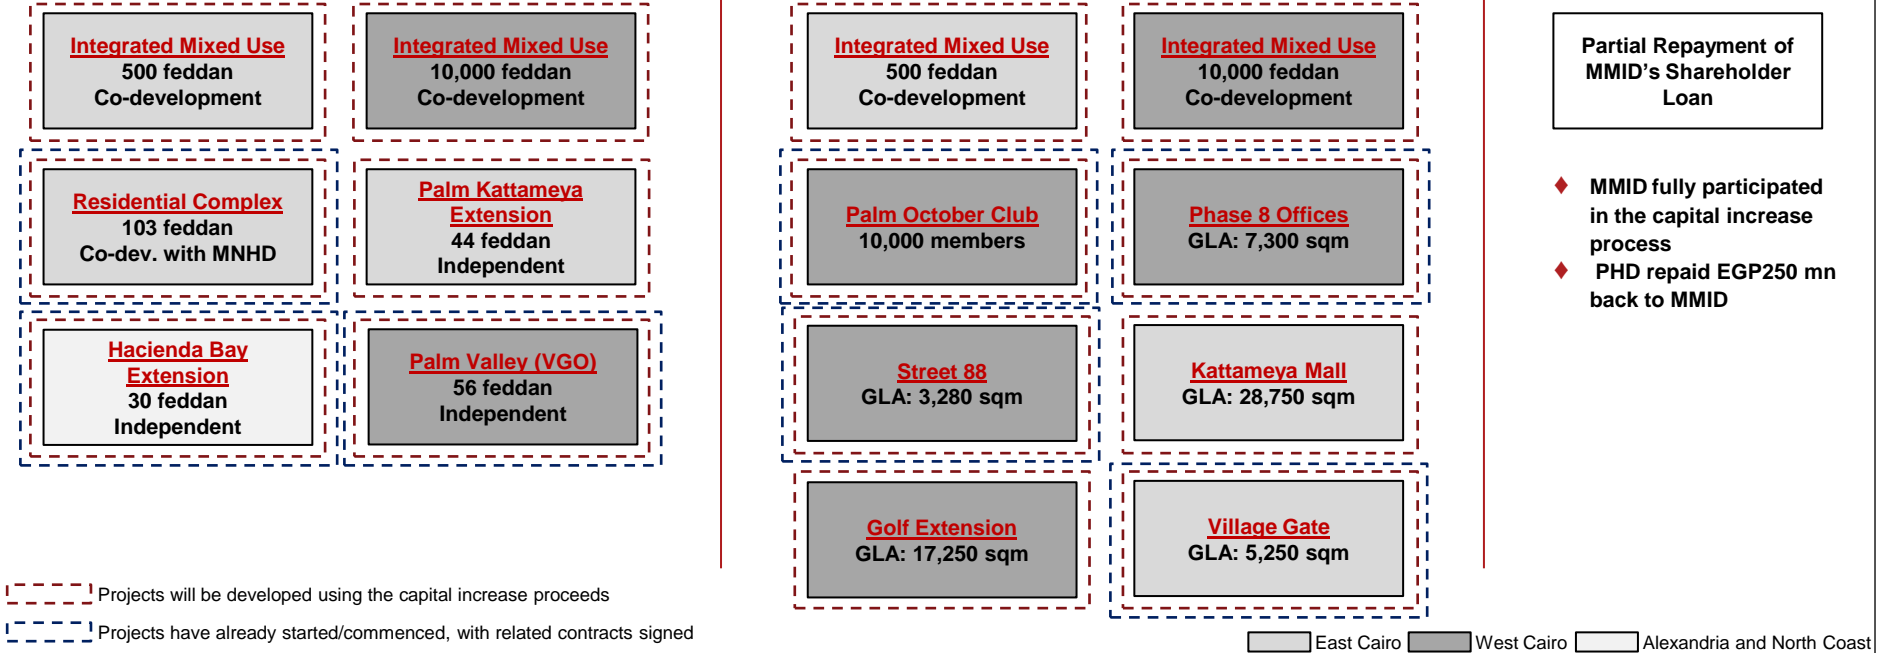 Integrated Mixed Use
500 feddan
Co-development
Integrated Mixed Use
10,000 feddan
Co-development
Residential Complex
103 feddan
Co-dev. with MNHD
Palm Kattameya
Extension
44 feddan
Independent
Hacienda Bay
Extension
30 feddan
Independent
Palm Valley (VGO)
56 feddan
Independent
Integrated Mixed Use
500 feddan
Co-development
Integrated Mixed Use
10,000 feddan
Co-development
Palm October Club
10,000 members
Phase 8 Offices
GLA: 7,300 sqm
Street 88
GLA: 3,280 sqm
Kattameya Mall
GLA: 28,750 sqm
Golf Extension
GLA: 17,250 sqm
Village Gate
GLA: 5,250 sqm
Partial Repayment of
MMID's Shareholder
Loan
♦ MMID fully participated
in the capital increase
process
♦ PHD repaid EGP250 mn
back to MMID
Projects will be developed using the capital increase proceeds
Projects have already started/commenced, with related contracts signed
East Cairo West Cairo Alexandria and North Coast